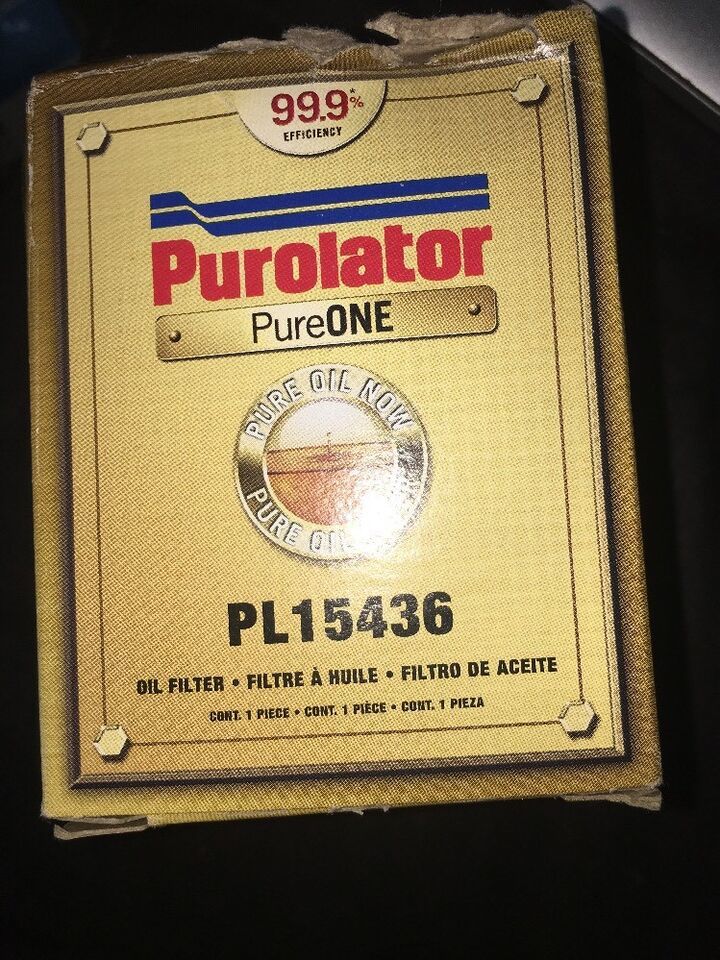 99.9*%
EFFICIENCY
Purolator
PureONE
PURE OIL NOW
PURE OIL
PL15436
OIL FILTER • FILTRE À HUILE • FILTRO DE ACEITE
CONT. 1 PIECE • CONT. 1 PIÈCE • CONT. 1 PIEZA